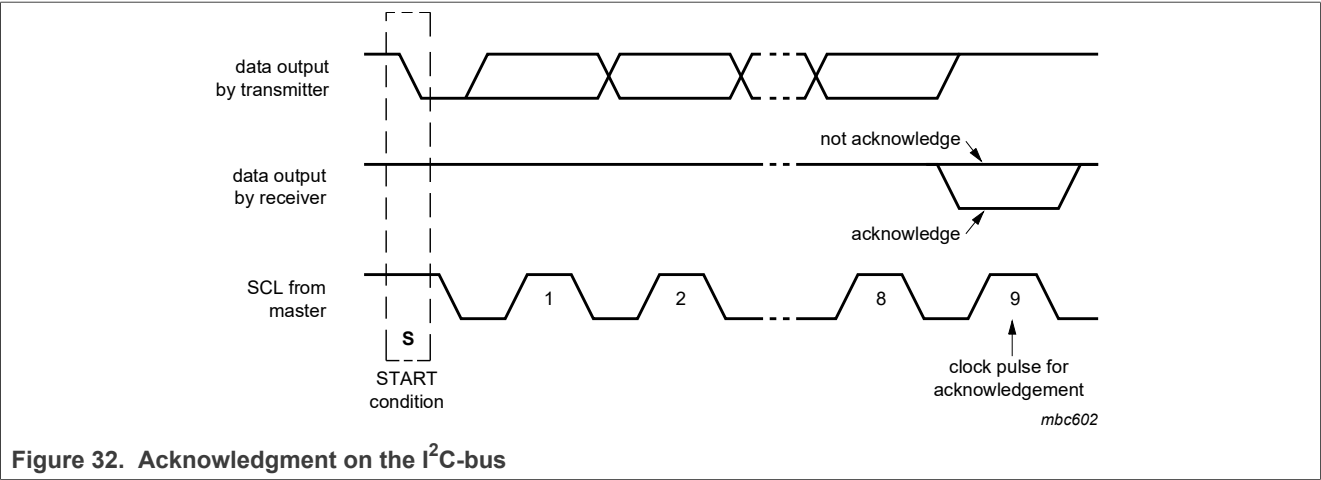 data output
by transmitter
not acknowledge
data output
by receiver
acknowledge
SCL from
master
1
2
8
9
S
START
condition
clock pulse for
acknowledgement
mbc602
Figure 32. Acknowledgment on the I²C-bus